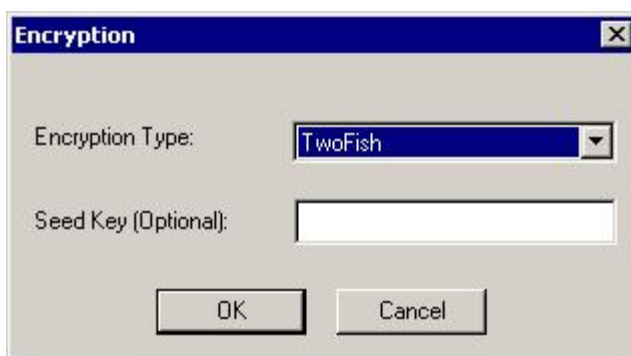 Encryption
Encryption Type: TwoFish
Seed Key (Optional):
OK Cancel